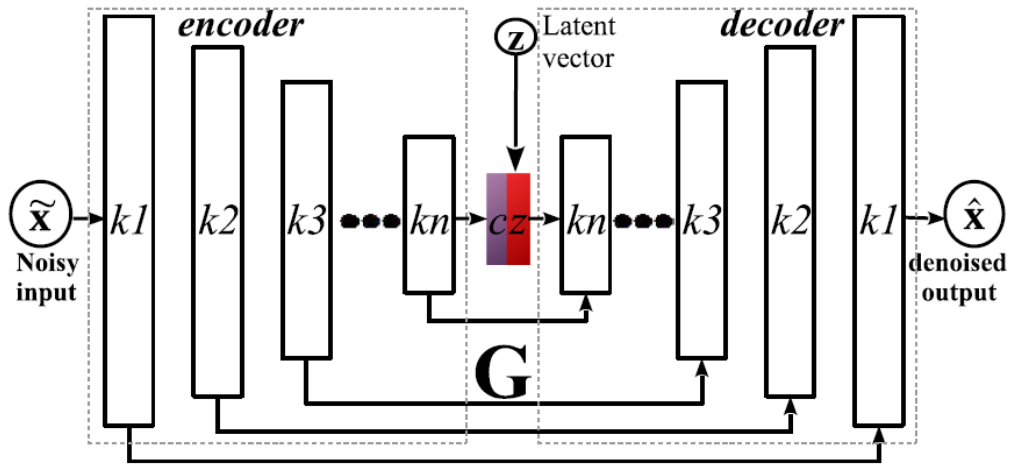 encoder
z
Latent
vector
decoder
x̃
Noisy
input
k1
k2
k3
kn
c z
kn
k3
k2
k1
x̂
denoised
output
G